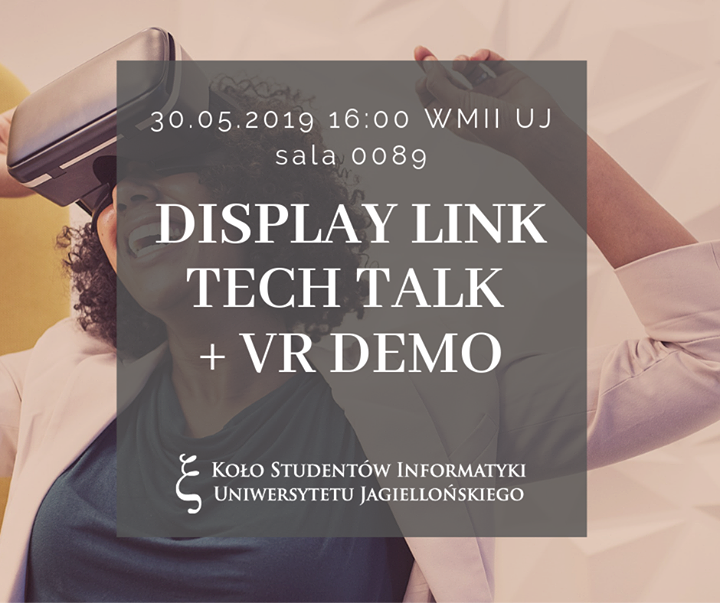 30.05.2019 16:00 WMII UJ
sala 0089
DISPLAY LINK
TECH TALK
+ VR DEMO
ξ Koło Studentów Informatyki
Uniwersytetu Jagiellońskiego